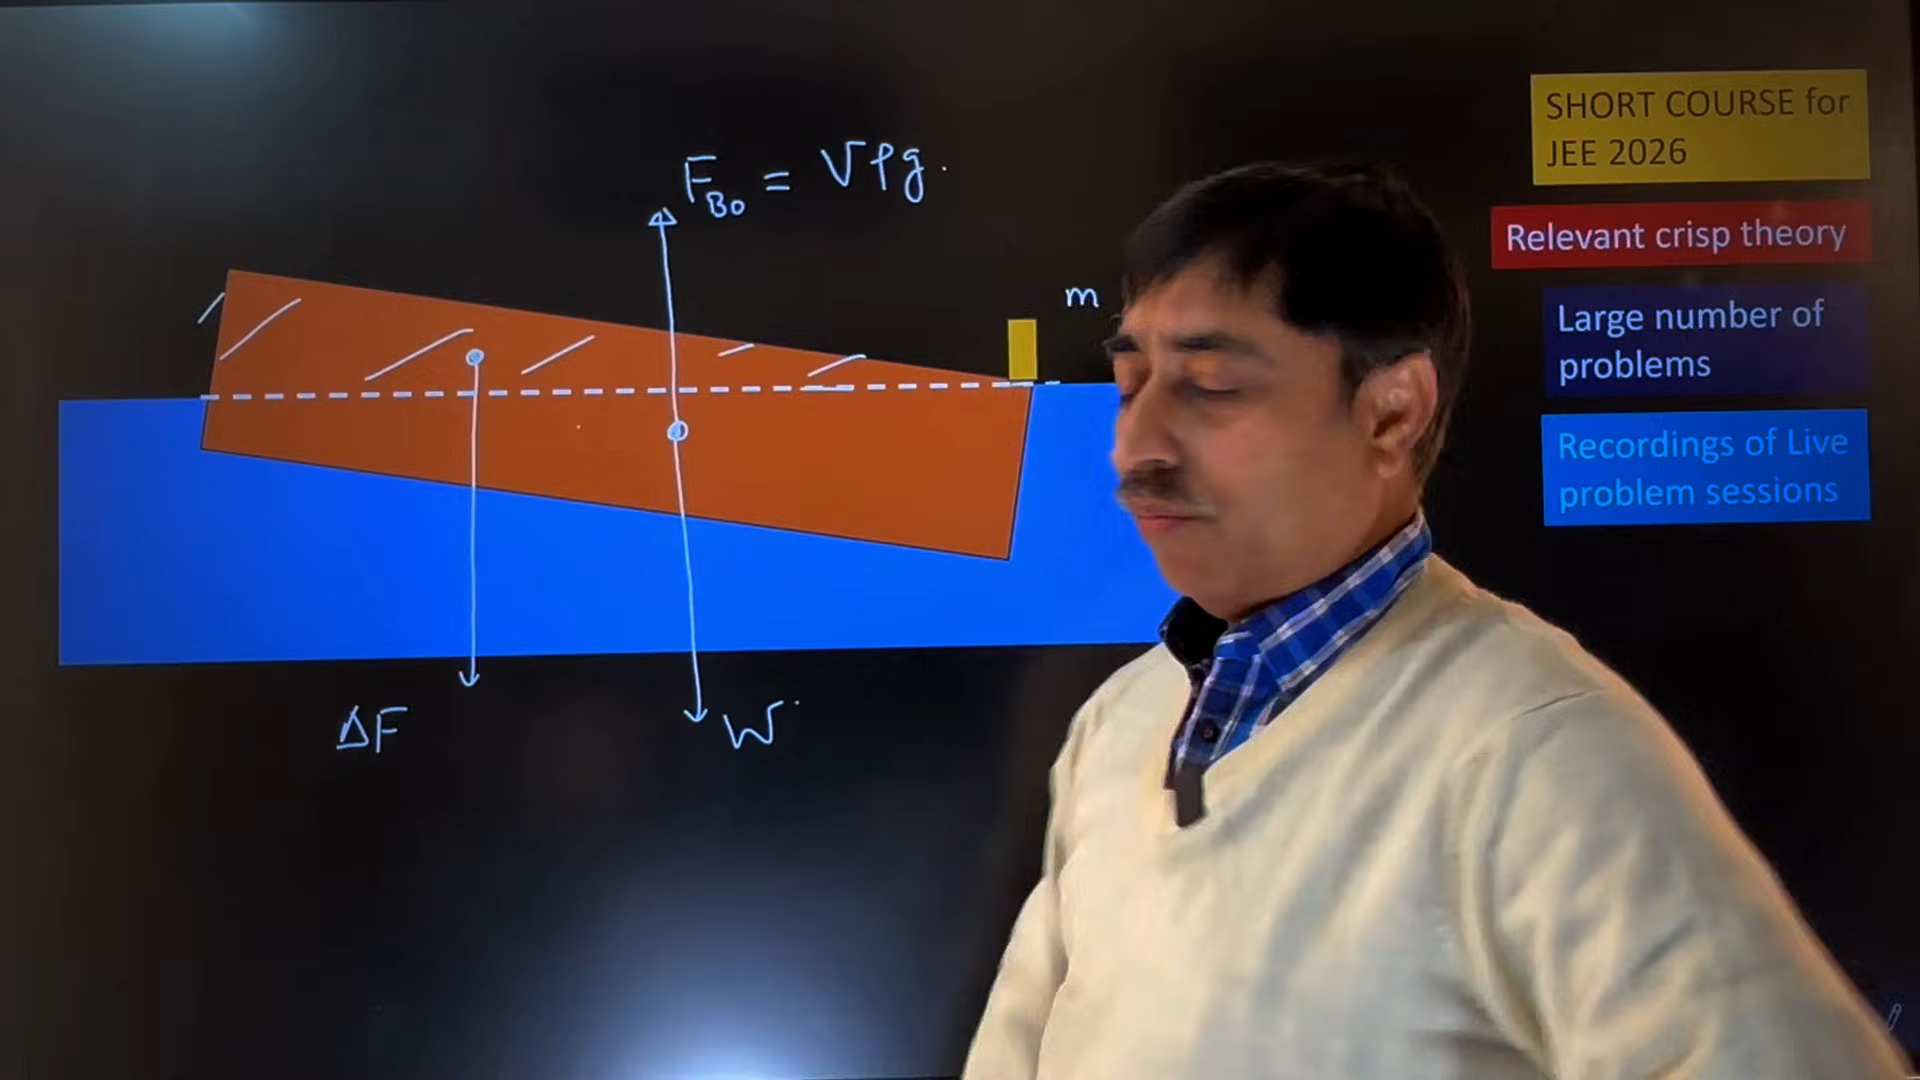 F_B0 = Vρg.
m
ΔF
W
SHORT COURSE for
JEE 2026
Relevant crisp theory
Large number of
problems
Recordings of Live
problem sessions